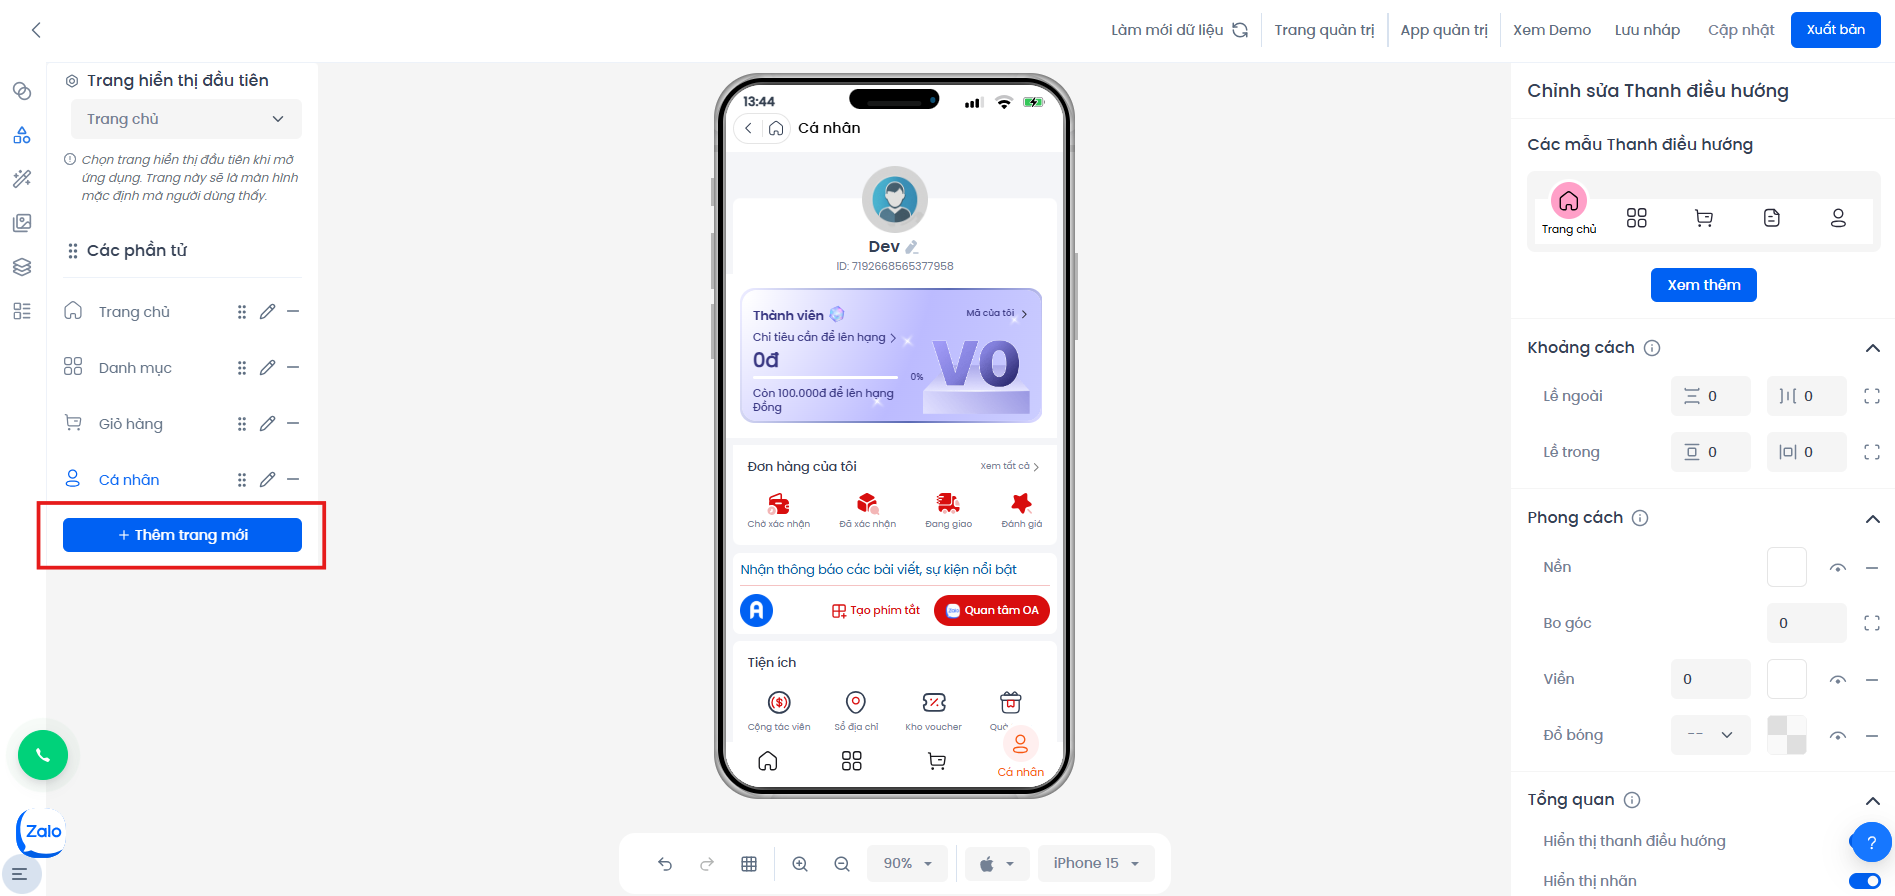 Làm mới dữ liệu
Trang quản trị
App quản trị
Xem Demo
Lưu nháp
Cập nhật
Xuất bản
Trang hiển thị đầu tiên
Trang chủ
Chọn trang hiển thị đầu tiên khi mở
ứng dụng. Trang này sẽ là màn hình
mặc định mà người dùng thấy.
Các phần tử
Trang chủ
Danh mục
Giỏ hàng
Cá nhân
+ Thêm trang mới
Zalo
13:44
Cá nhân
Dev
ID: 7192668565377958
Thành viên
Mã của tôi
Chi tiêu cần để lên hạng
0đ
0%
Còn 100.000đ để lên hạng
Đồng
V0
Đơn hàng của tôi
Xem tất cả
Chờ xác nhận
Đã xác nhận
Đang giao
Đánh giá
Nhận thông báo các bài viết, sự kiện nổi bật
Tạo phím tắt
Zalo
Quan tâm OA
Tiện ích
Cộng tác viên
Sổ địa chỉ
Kho voucher
Quà
Cá nhân
90%
iPhone 15
Chỉnh sửa Thanh điều hướng
Các mẫu Thanh điều hướng
Trang chủ
Xem thêm
Khoảng cách
Lề ngoài
0
0
Lề trong
0
0
Phong cách
Nền
Bo góc
0
Viền
0
Đổ bóng
--
Tổng quan
Hiển thị thanh điều hướng
?
Hiển thị nhãn